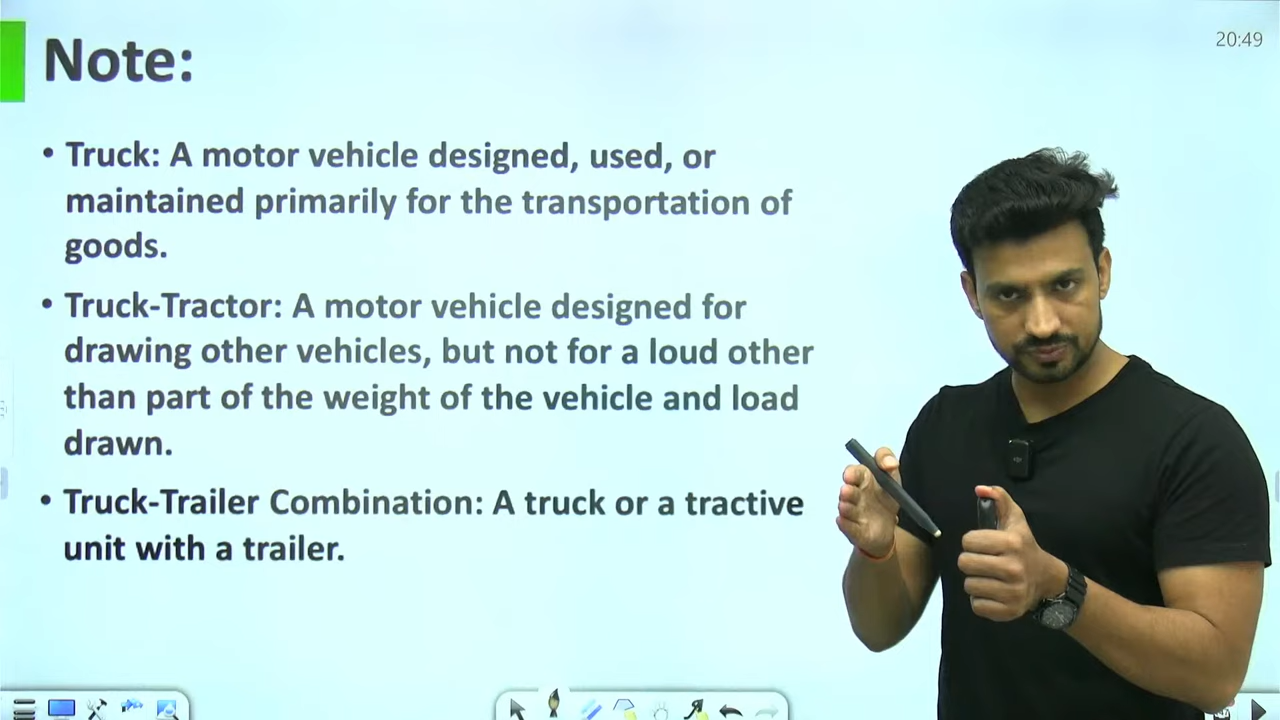 Note:
20:49
• Truck: A motor vehicle designed, used, or
maintained primarily for the transportation of
goods.
• Truck-Tractor: A motor vehicle designed for
drawing other vehicles, but not for a loud other
than part of the weight of the vehicle and load
drawn.
• Truck-Trailer Combination: A truck or a tractive
unit with a trailer.